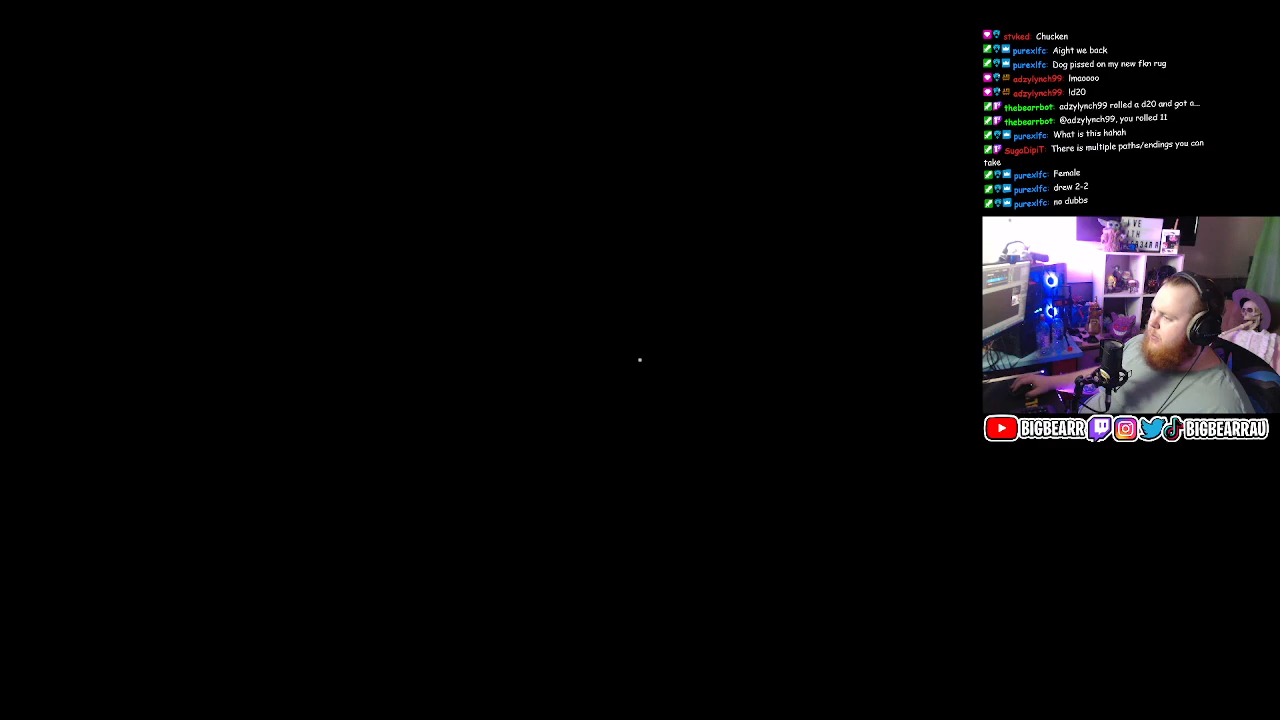 stvked: Chucken
purexlfc: Aight we back
purexlfc: Dog pissed on my new fkn rug
adzylynch99: lmaoooo
adzylynch99: !d20
thebearrbot: adzylynch99 rolled a d20 and got a...
thebearrbot: @adzylynch99, you rolled 11
purexlfc: What is this hahah
SugoDipiT: There is multiple paths/endings you can
take
purexlfc: Female
purexlfc: drew 2-2
purexlfc: no dubbs
BIGBEARR BIGBEARRAU